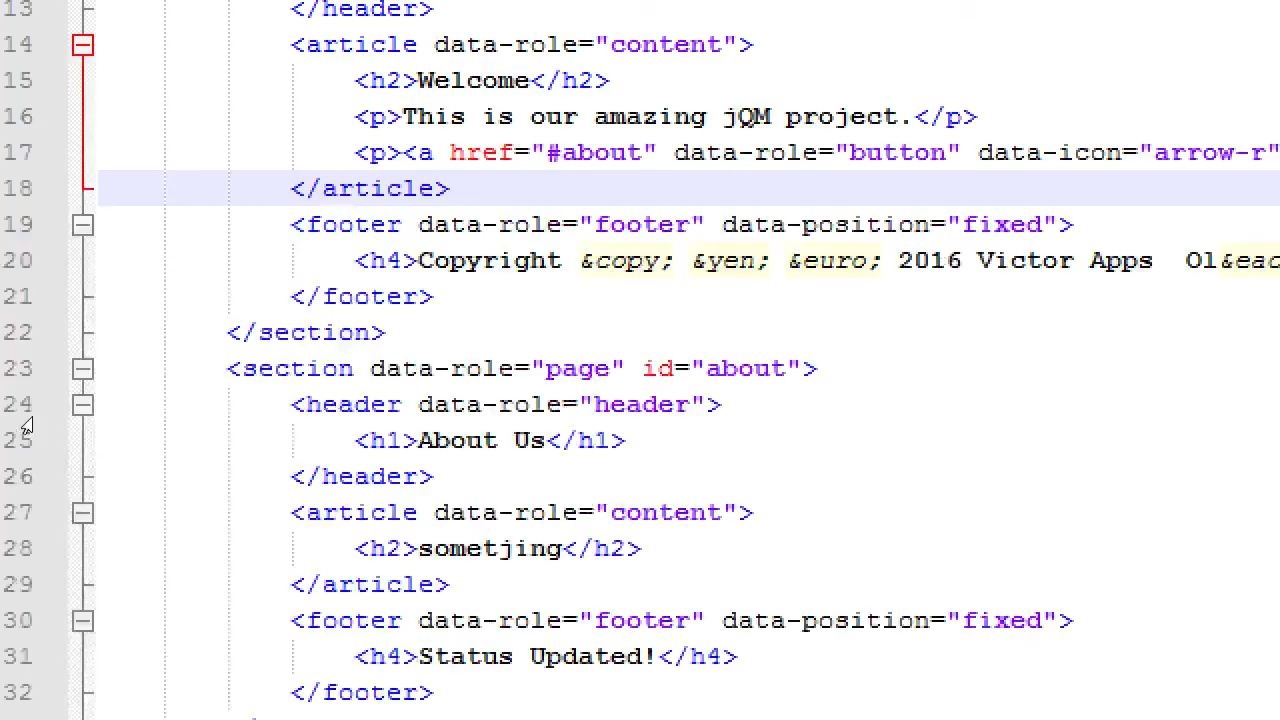 13 </header>
14 <article data-role="content">
15 <h2>Welcome</h2>
16 <p>This is our amazing jQM project.</p>
17 <p><a href="#about" data-role="button" data-icon="arrow-r"
18 </article>
19 <footer data-role="footer" data-position="fixed">
20 <h4>Copyright &copy; &yen; &euro; 2016 Victor Apps  Ol&eac
21 </footer>
22 </section>
23 <section data-role="page" id="about">
24 <header data-role="header">
25 <h1>About Us</h1>
26 </header>
27 <article data-role="content">
28 <h2>sometjing</h2>
29 </article>
30 <footer data-role="footer" data-position="fixed">
31 <h4>Status Updated!</h4>
32 </footer>